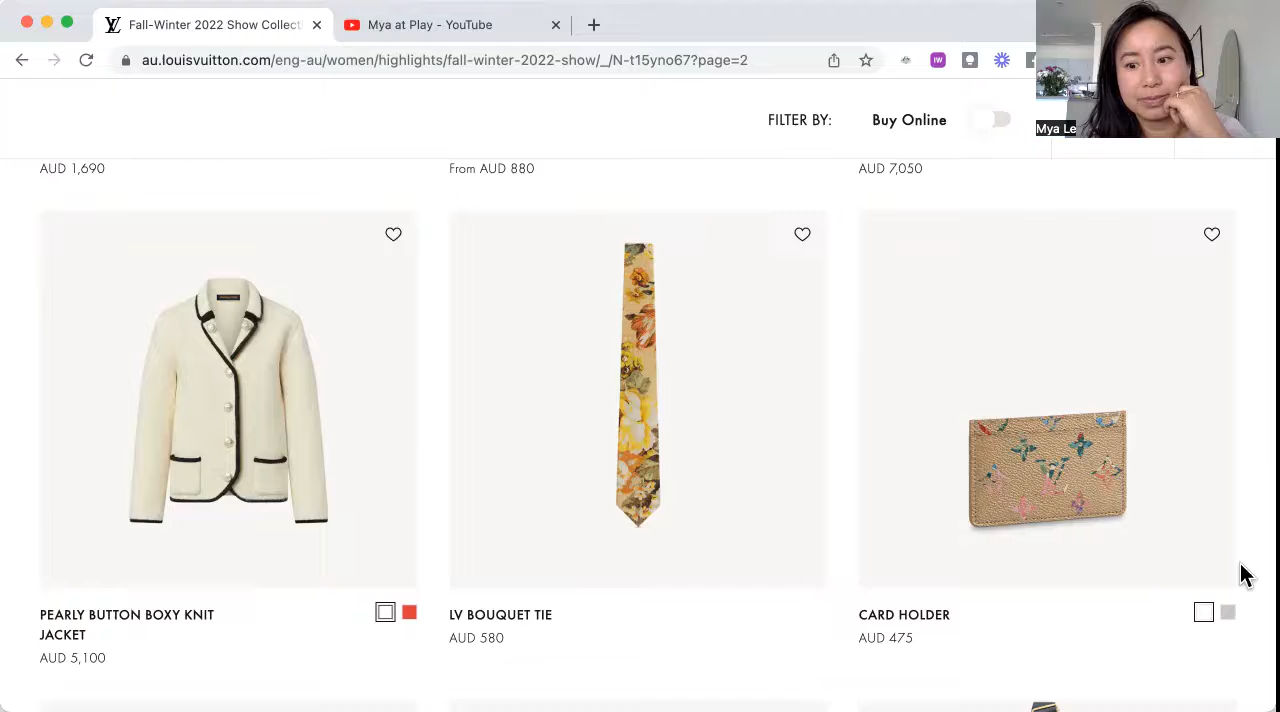 Fall-Winter 2022 Show Collect
Mya at Play - YouTube
au.louisvuitton.com/eng-au/women/highlights/fall-winter-2022-show/_/N-t15yno67?page=2
IW
FILTER BY:
Buy Online
Mya Le
AUD 1,690
From AUD 880
AUD 7,050
PEARLY BUTTON BOXY KNIT
JACKET
AUD 5,100
LV BOUQUET TIE
AUD 580
CARD HOLDER
AUD 475